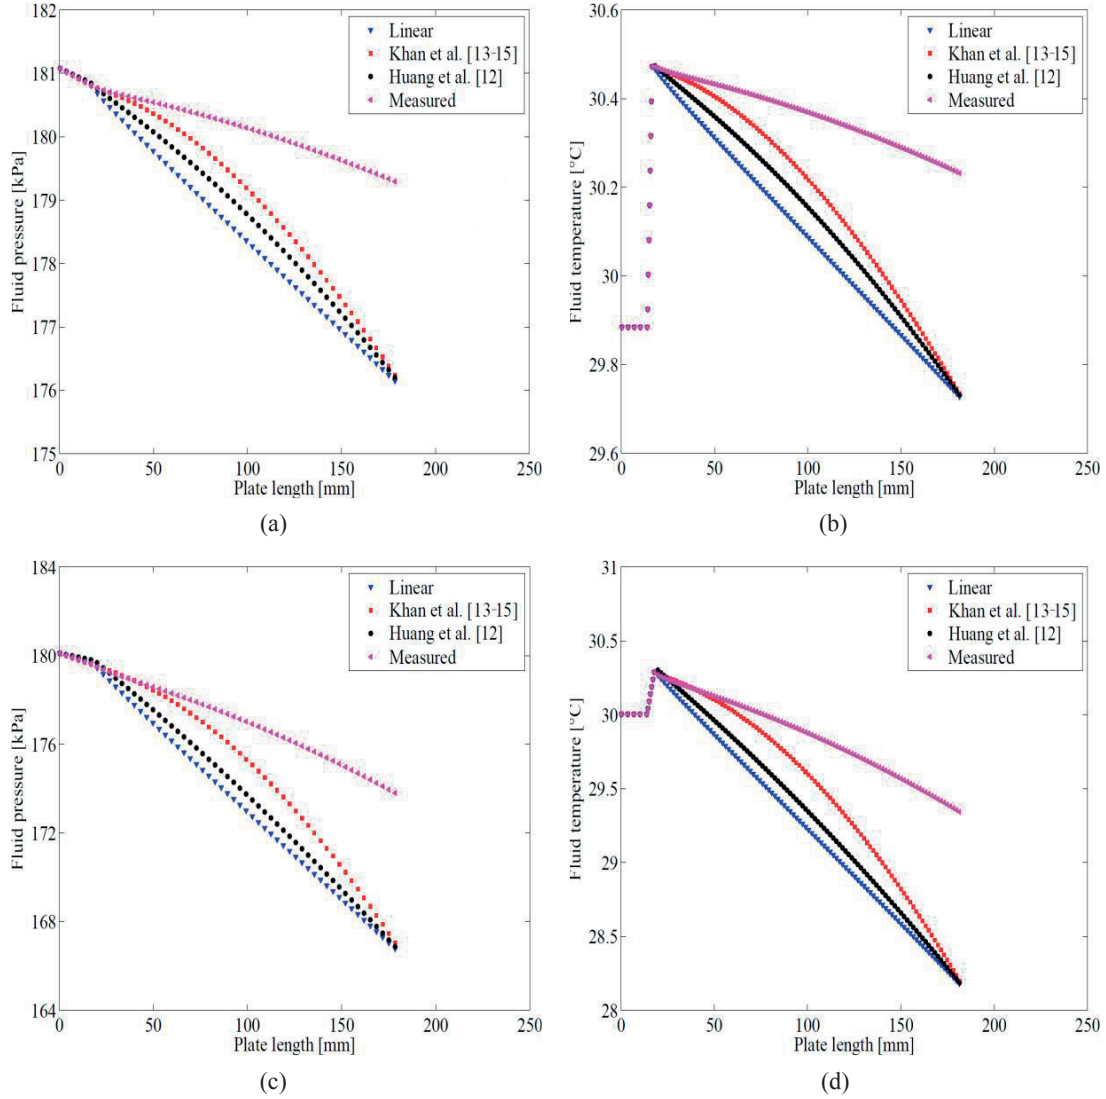 182
181
180
179
178
177
176
175
0
50
100
150
200
250
Fluid pressure [kPa]
Plate length [mm]
Linear
Khan et al. [13-15]
Huang et al. [12]
Measured
(a)
30.6
30.4
30.2
30
29.8
29.6
0
50
100
150
200
250
Fluid temperature [°C]
Plate length [mm]
Linear
Khan et al. [13-15]
Huang et al. [12]
Measured
(b)
184
180
176
172
168
164
0
50
100
150
200
250
Fluid pressure [kPa]
Plate length [mm]
Linear
Khan et al. [13-15]
Huang et al. [12]
Measured
(c)
31
30.5
30
29.5
29
28.5
28
0
50
100
150
200
250
Fluid temperature [°C]
Plate length [mm]
Linear
Khan et al. [13-15]
Huang et al. [12]
Measured
(d)